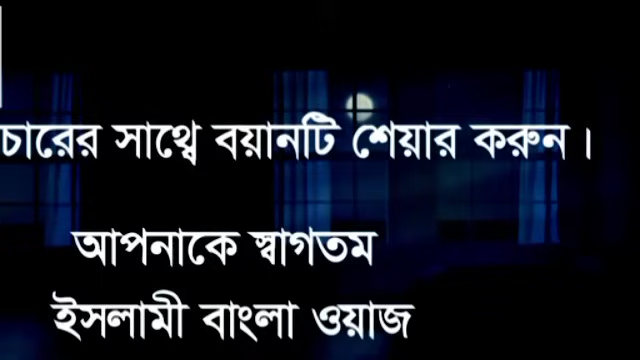 চারের সাথ্বে বয়ানটি শেয়ার করুন।
আপনাকে স্বাগতম
ইসলামী বাংলা ওয়াজ